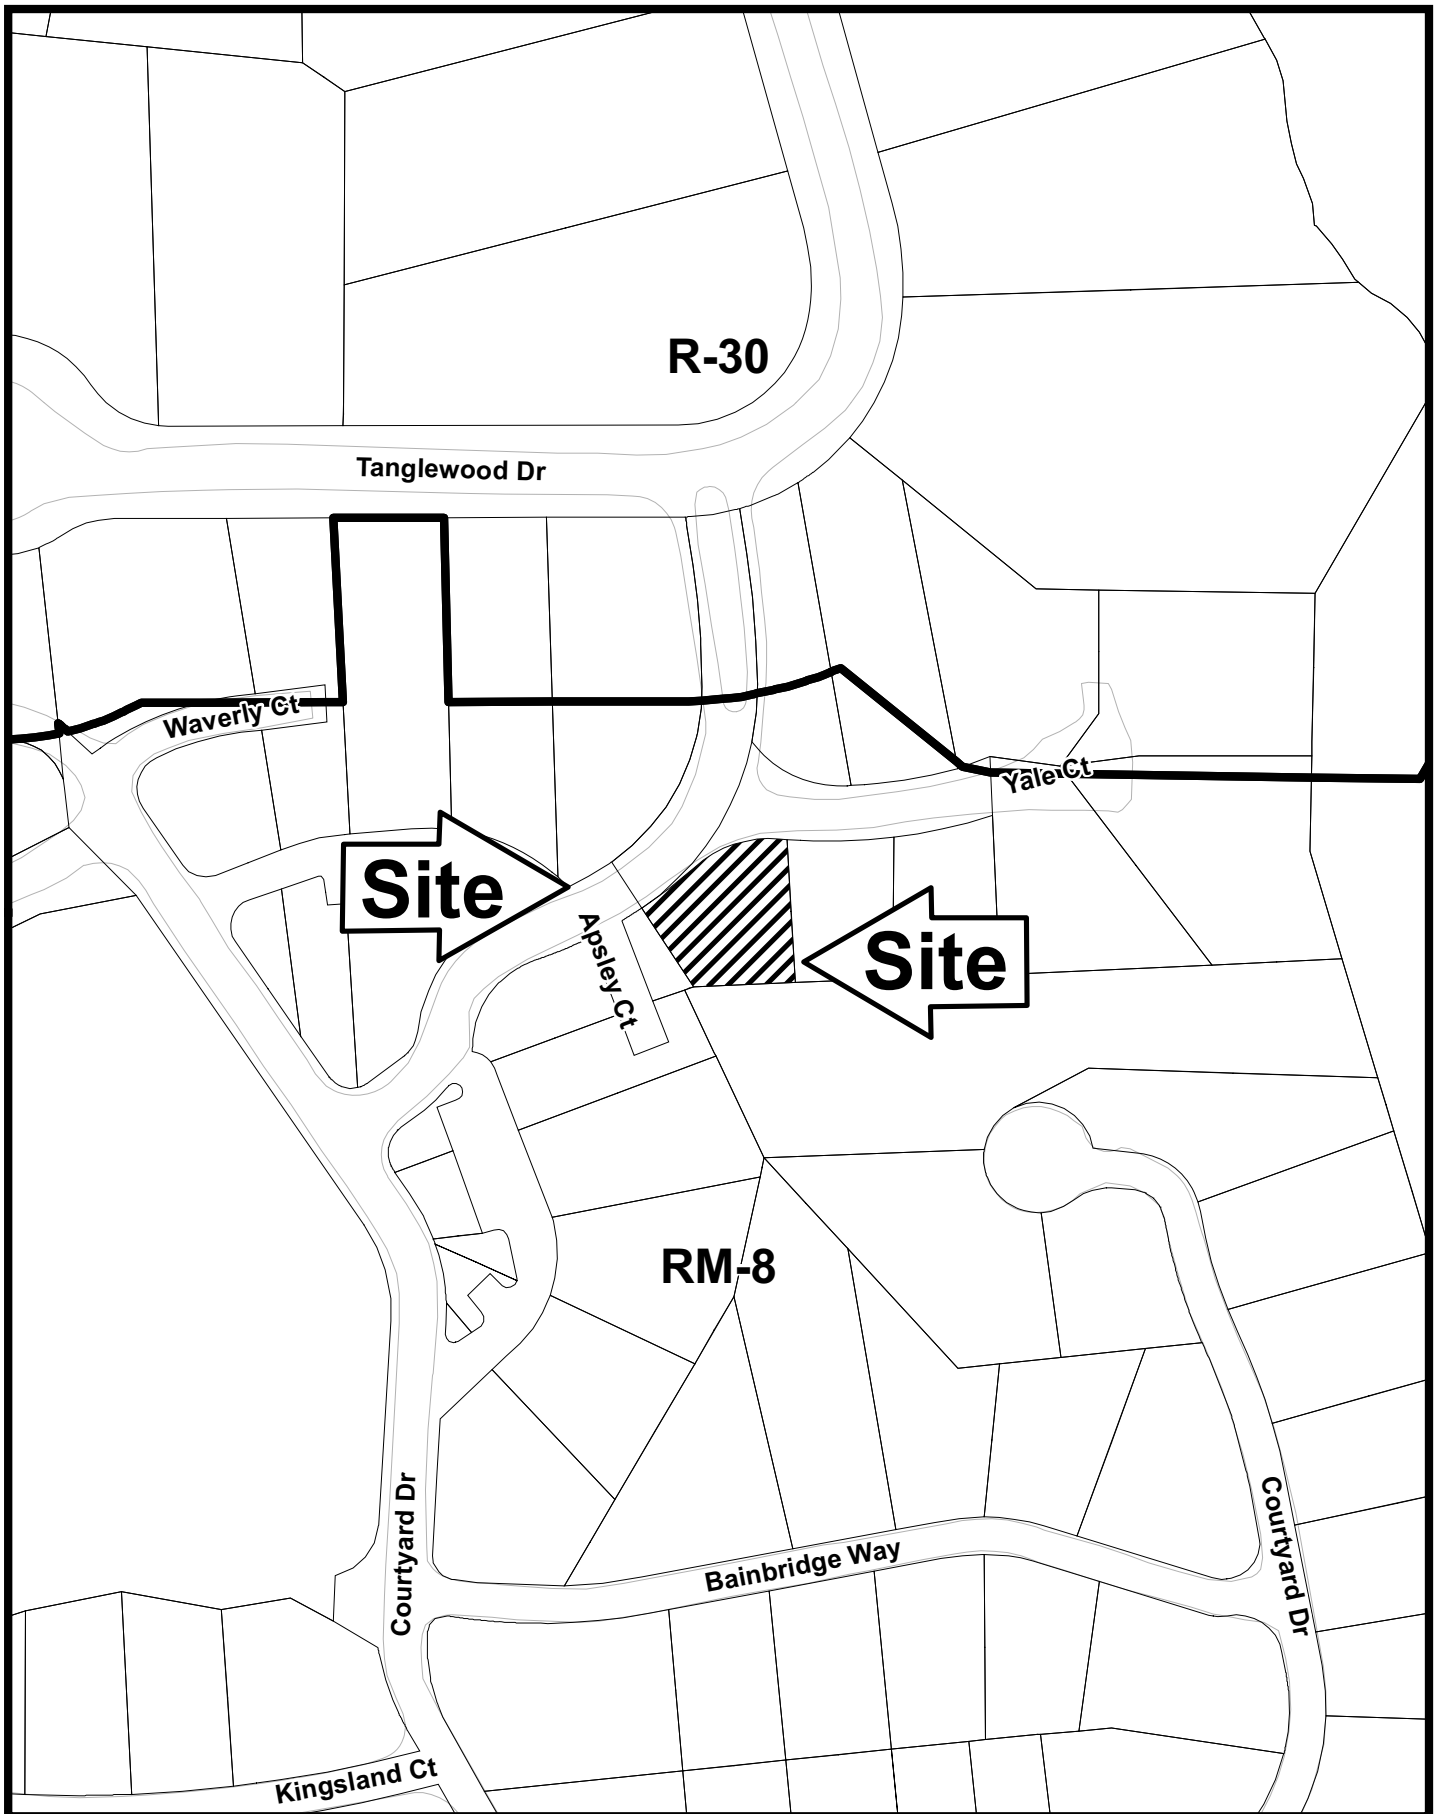 R-30
Tanglewood Dr
Waverly Ct
Yale Ct
Site
Apsley Ct
Site
RM-8
Courtyard Dr
Bainbridge Way
Courtyard Dr
Kingsland Ct